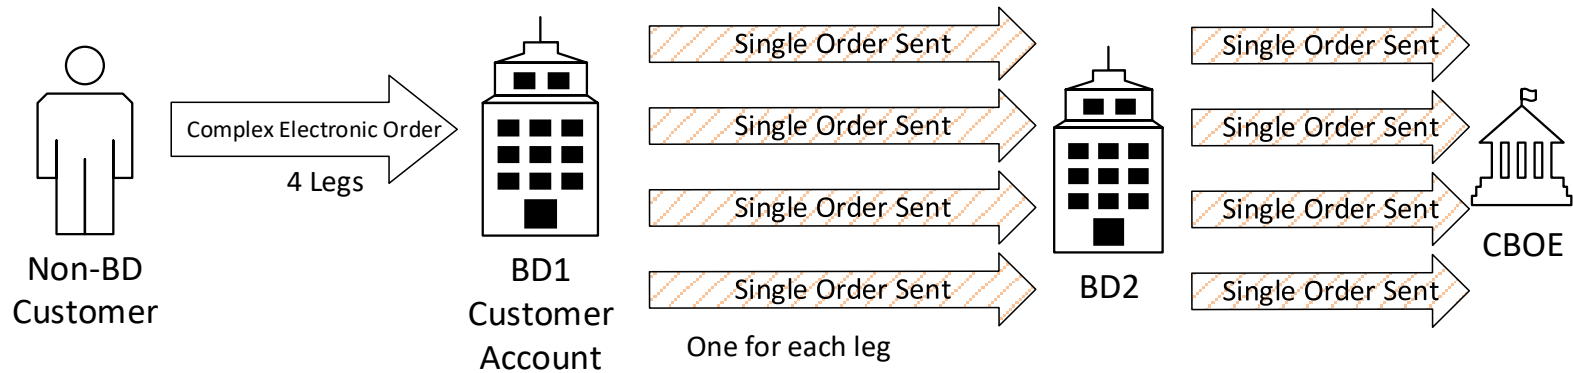 Complex Electronic Order
4 Legs
Non-BD
Customer
BD1
Customer
Account
Single Order Sent
Single Order Sent
Single Order Sent
Single Order Sent
One for each leg
BD2
Single Order Sent
Single Order Sent
Single Order Sent
Single Order Sent
CBOE